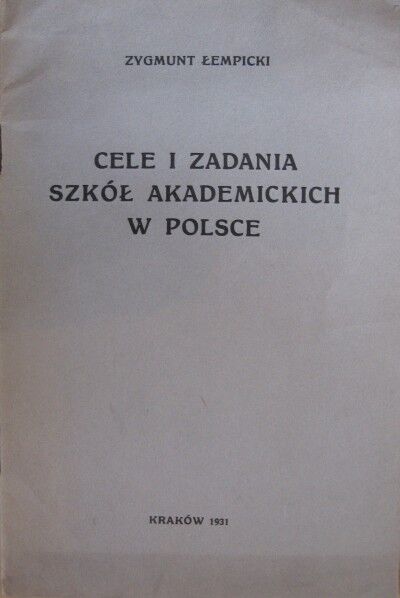 ZYGMUNT ŁEMPICKI
CELE I ZADANIA
SZKÓŁ AKADEMICKICH
W POLSCE
KRAKÓW 1931